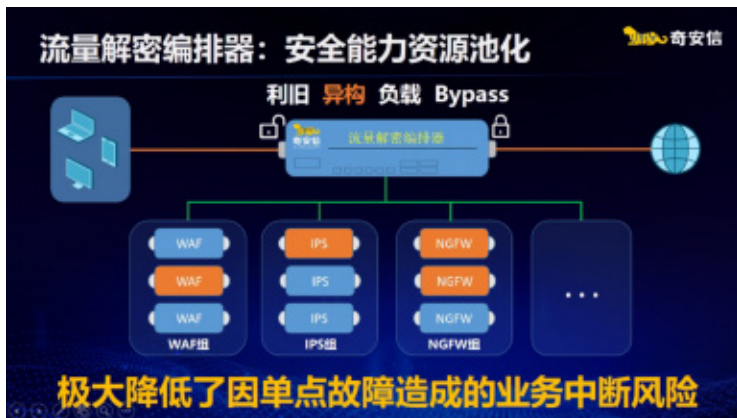 流量解密编排器：安全能力资源池化
奇安信
利旧 异构 负载 Bypass
奇安信
流量解密编排器
WAF IPS NGFW
WAF IPS NGFW
WAF IPS NGFW
WAF组 IPS组 NGFW组
...
极大降低了因单点故障造成的业务中断风险